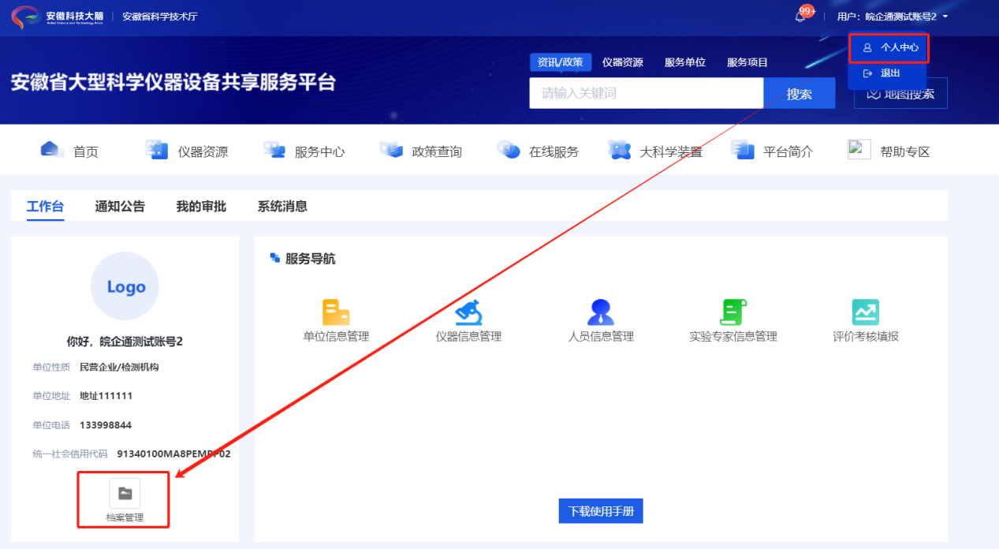 安徽科技大脑 安徽省科学技术厅 99+ 用户：皖企通测试账号2
个人中心
退出
安徽省大型科学仪器设备共享服务平台
资讯/政策 仪器资源 服务单位 服务项目
请输入关键词 搜索 地图搜索
首页 仪器资源 服务中心 政策查询 在线服务 大科学装置 平台简介 帮助专区
工作台 通知公告 我的审批 系统消息
Logo
你好，皖企通测试账号2
单位性质 民营企业/检测机构
单位地址 地址111111
单位电话 133998844
统一社会信用代码
档案管理
服务导航
单位信息管理 仪器信息管理 人员信息管理 实验专家信息管理 评价考核填报
下载使用手册